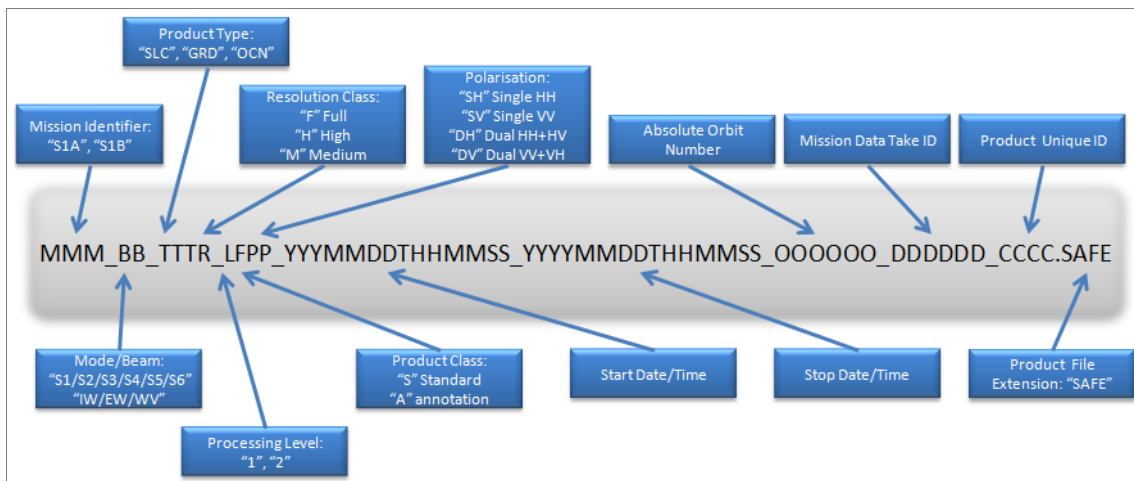 Product Type:
“SLC”, “GRD”, “OCN”
Resolution Class:
“F” Full
“H” High
“M” Medium
Polarisation:
“SH” Single HH
“SV” Single VV
“DH” Dual HH+HV
“DV” Dual VV+VH
Mission Identifier:
“S1A”, “S1B”
Absolute Orbit
Number
Mission Data Take ID
Product Unique ID
MMM_BB_TTTR_LFPP_YYYMMDDTHHMMSS_YYYYMMDDTHHMMSS_OOOOOO_DDDDDD_CCCC.SAFE
Mode/Beam:
“S1/S2/S3/S4/S5/S6”
“IW/EW/WV”
Product Class:
“S” Standard
“A” annotation
Start Date/Time
Stop Date/Time
Product File
Extension: “SAFE”
Processing Level:
“1”, “2”